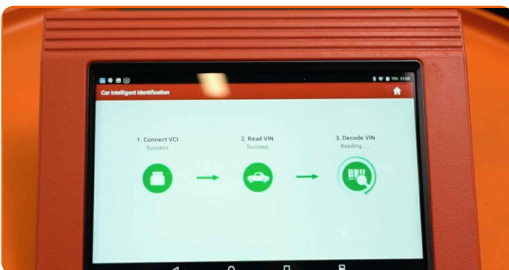 Car Intelligent Identification
1. Connect VCI
Success
2. Read VIN
Success
3. Decode VIN
Reading ...